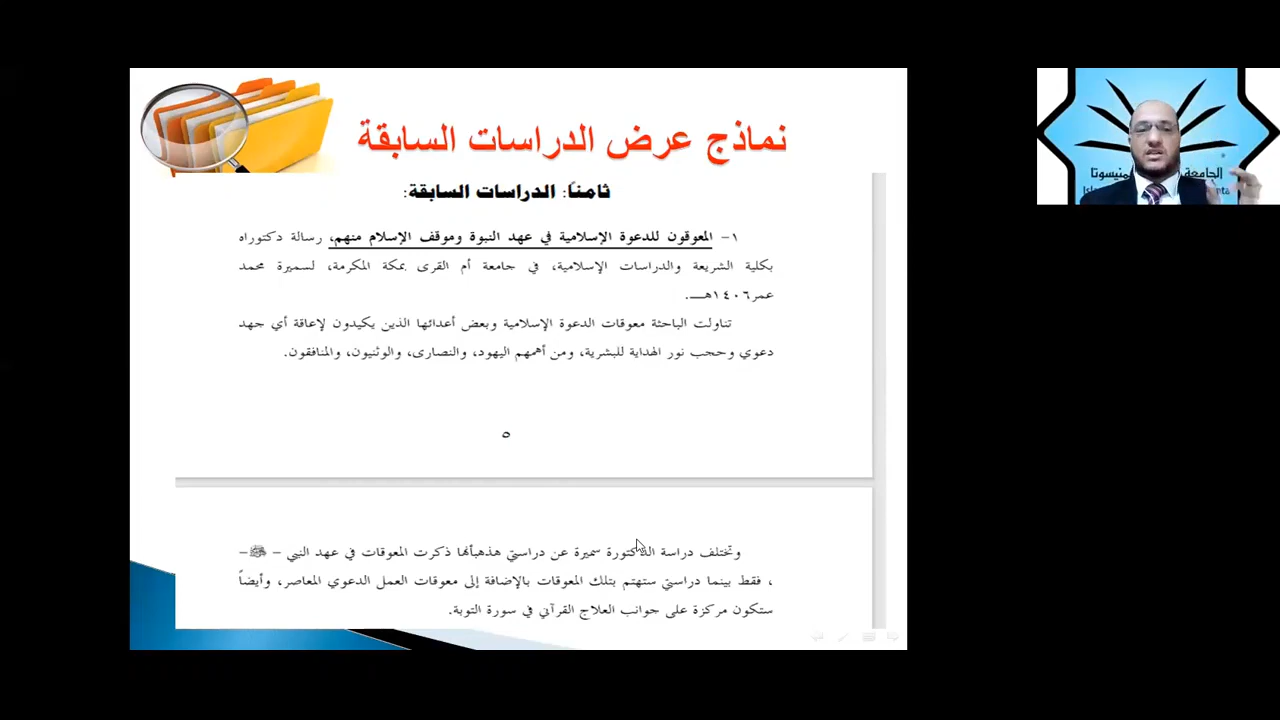 نماذج عرض الدراسات السابقة
ثامناً: الدراسات السابقة:
١- المعوقون للدعوة الإسلامية في عهد النبوة وموقف الإسلام منهم، رسالة دكتوراه
بكلية الشريعة والدراسات الإسلامية، في جامعة أم القرى بمكة المكرمة، لسميرة محمد
عمر١٤٠٦هـــ.
تناولت الباحثة معوقات الدعوة الإسلامية وبعض أعدائها الذين يكيدون لإعاقة أي جهد
دعوي وحجب نور الهداية للبشرية، ومن أهمهم اليهود، والنصارى، والوثنيون، والمنافقون.
٥
وتختلف دراسة الدكتورة سميرة عن دراستي هذهبأنها ذكرت المعوقات في عهد النبي – ﷺ–
، فقط بينما دراستي ستهتم بتلك المعوقات بالإضافة إلى معوقات العمل الدعوي المعاصر، وأيضاً
ستكون مركزة على جوانب العلاج القرآني في سورة التوبة.
الجامعة
منيسوتا